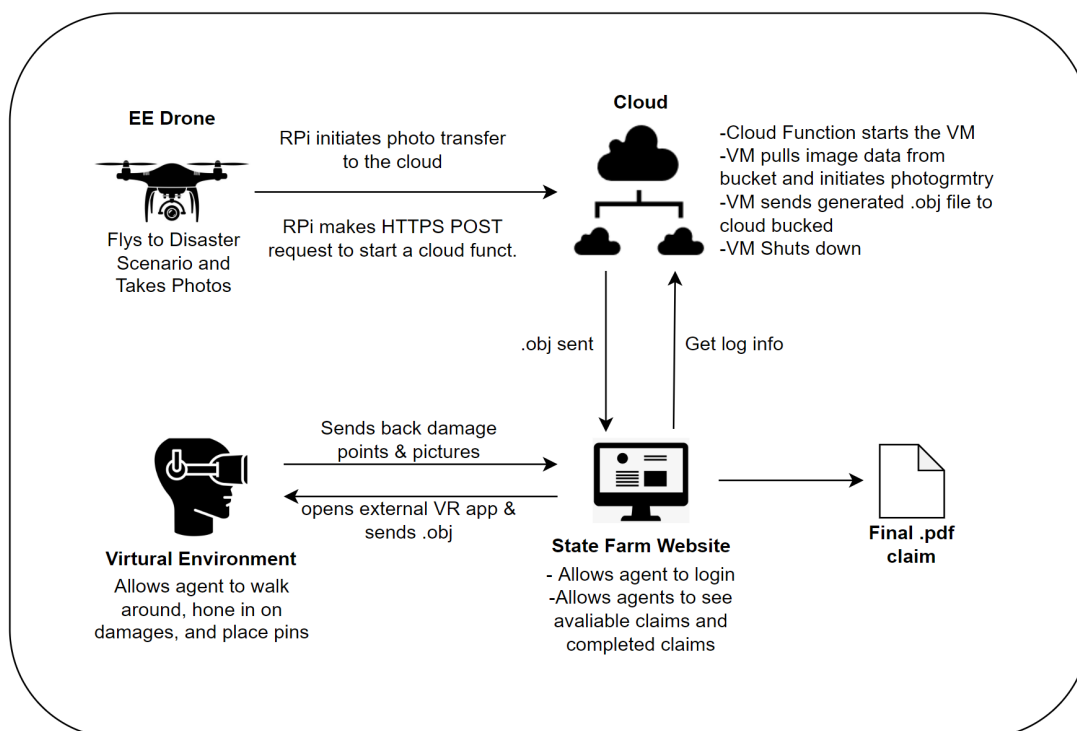 EE Drone
Flys to Disaster
Scenario and
Takes Photos
RPi initiates photo transfer
to the cloud
RPi makes HTTPS POST
request to start a cloud funct.
Cloud
-Cloud Function starts the VM
-VM pulls image data from
bucket and initiates photogrmtry
-VM sends generated .obj file to
cloud bucked
-VM Shuts down
.obj sent
Get log info
Sends back damage
points & pictures
opens external VR app &
sends .obj
Virtural Environment
Allows agent to walk
around, hone in on
damages, and place pins
State Farm Website
- Allows agent to login
-Allows agents to see
avaliable claims and
completed claims
Final .pdf
claim